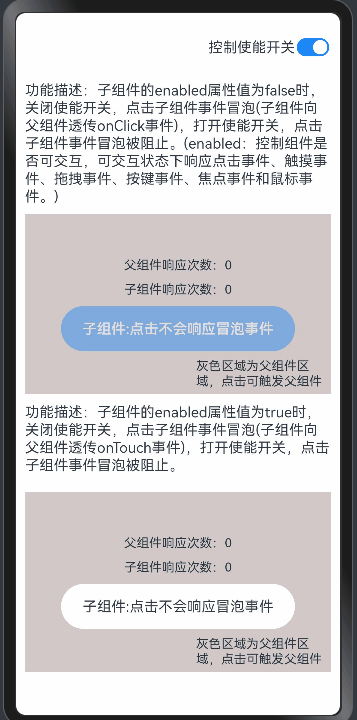 控制使能开关
功能描述：子组件的enabled属性值为false时，
关闭使能开关，点击子组件事件冒泡(子组件向
父组件透传onClick事件)，打开使能开关，点击
子组件事件冒泡被阻止。(enabled：控制组件是
否可交互，可交互状态下响应点击事件、触摸事
件、拖拽事件、按键事件、焦点事件和鼠标事
件。)
父组件响应次数：0
子组件响应次数：0
子组件:点击不会响应冒泡事件
灰色区域为父组件区
域，点击可触发父组件
功能描述：子组件的enabled属性值为true时，
关闭使能开关，点击子组件事件冒泡(子组件向
父组件透传onTouch事件)，打开使能开关，点击
子组件事件冒泡被阻止。
父组件响应次数：0
子组件响应次数：0
子组件:点击不会响应冒泡事件
灰色区域为父组件区
域，点击可触发父组件